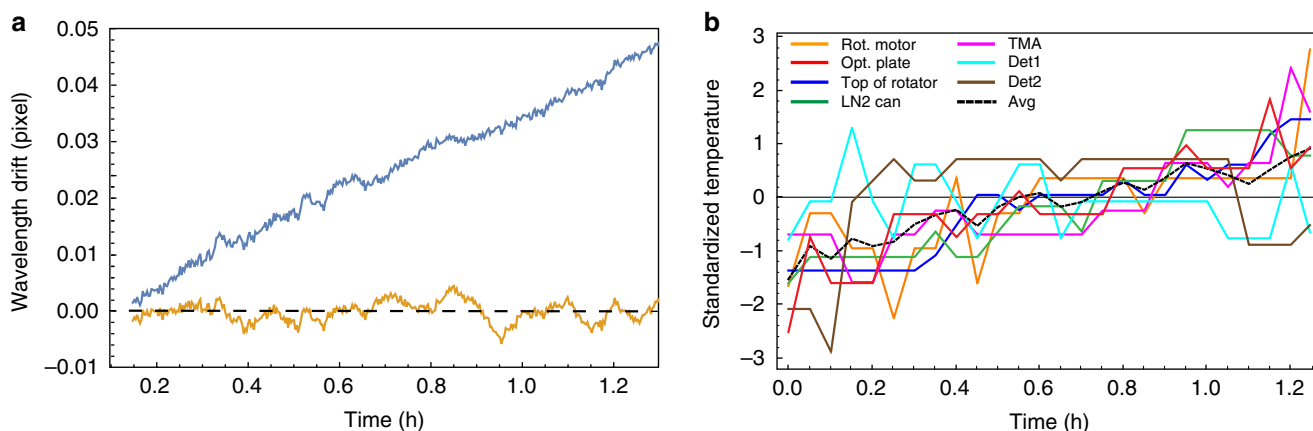 a
0.05
0.04
0.03
0.02
0.01
0.00
–0.01
Wavelength drift (pixel)
0.2 0.4 0.6 0.8 1.0 1.2
Time (h)
b
3
2
1
0
–1
–2
–3
Standardized temperature
Rot. motor
Opt. plate
Top of rotator
LN2 can
TMA
Det1
Det2
Avg
0.0 0.2 0.4 0.6 0.8 1.0 1.2
Time (h)